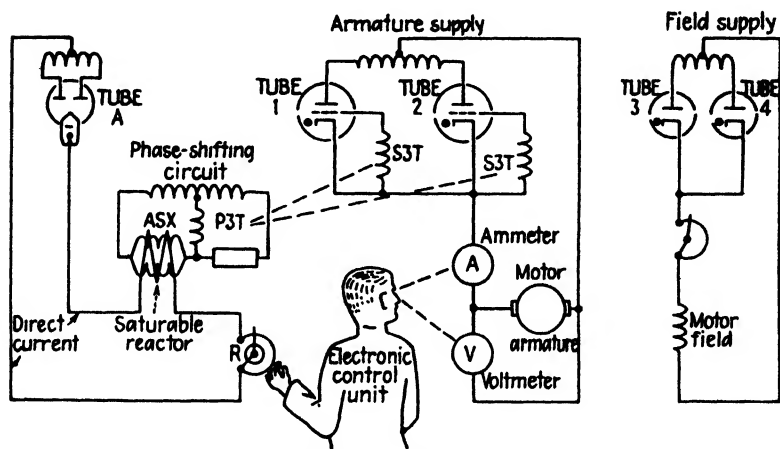 Armature supply
Field supply
TUBE
A
TUBE
1
TUBE
2
TUBE
3
TUBE
4
S3T
S3T
Phase-shifting
circuit
ASX
P3T
Ammeter
A
Motor
armature
Motor
field
Direct
current
Saturable
reactor
R
Electronic
control
unit
V
Voltmeter